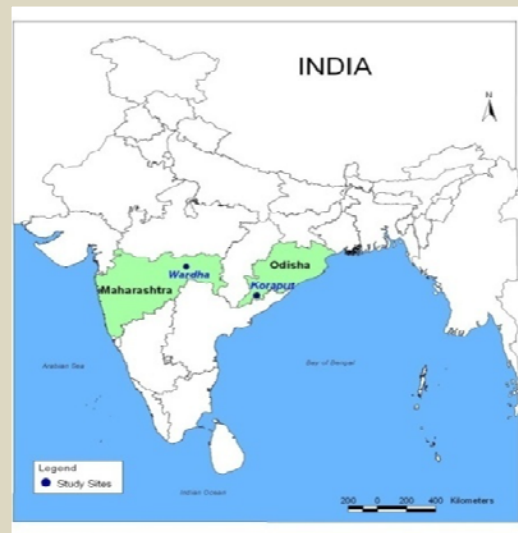 INDIA
N
Odisha
Wardha
Koraput
Maharashtra
Arabian Sea
Bay of Bengal
Legend
Study Sites
Indian Ocean
200 0 200 400 Kilometers